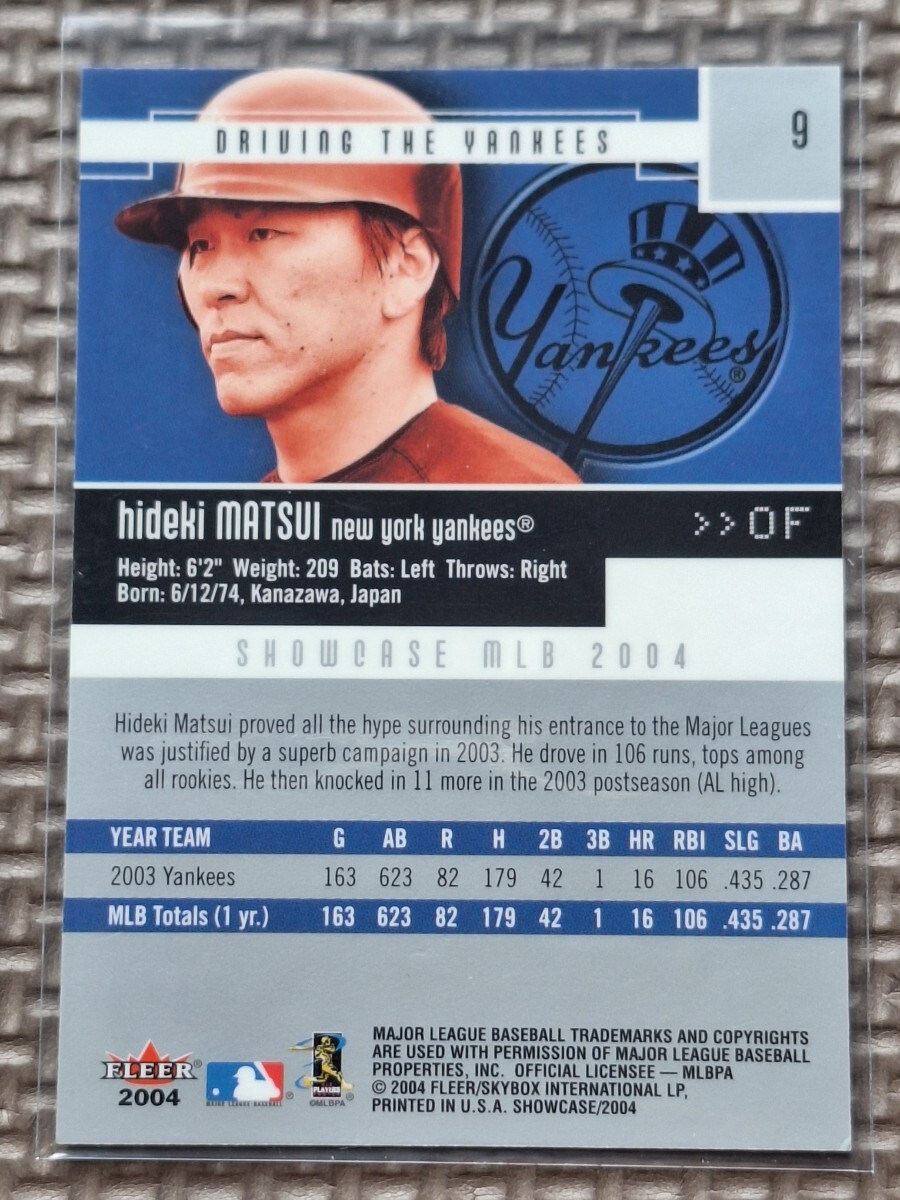 DRIVING THE YANKEES
9
Yankees®
hideki MATSUI new york yankees®
>>OF
Height: 6'2" Weight: 209 Bats: Left Throws: Right
Born: 6/12/74, Kanazawa, Japan
SHOWCASE MLB 2004
Hideki Matsui proved all the hype surrounding his entrance to the Major Leagues
was justified by a superb campaign in 2003. He drove in 106 runs, tops among
all rookies. He then knocked in 11 more in the 2003 postseason (AL high).
YEAR TEAM G AB R H 2B 3B HR RBI SLG BA
2003 Yankees 163 623 82 179 42 1 16 106 .435 .287
MLB Totals (1 yr.) 163 623 82 179 42 1 16 106 .435 .287
FLEER®
2004
MAJOR LEAGUE BASEBALL ®
PLAYERS
©MLBPA
MAJOR LEAGUE BASEBALL TRADEMARKS AND COPYRIGHTS
ARE USED WITH PERMISSION OF MAJOR LEAGUE BASEBALL
PROPERTIES, INC. OFFICIAL LICENSEE — MLBPA
© 2004 FLEER/SKYBOX INTERNATIONAL LP,
PRINTED IN U.S.A. SHOWCASE/2004